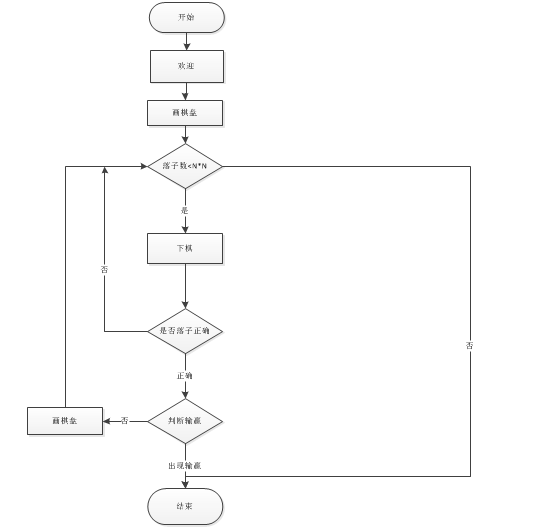 开始
欢迎
画棋盘
落子数<N*N
是
下棋
否
是否落子正确
否
正确
画棋盘
否
判断输赢
出现输赢
结束